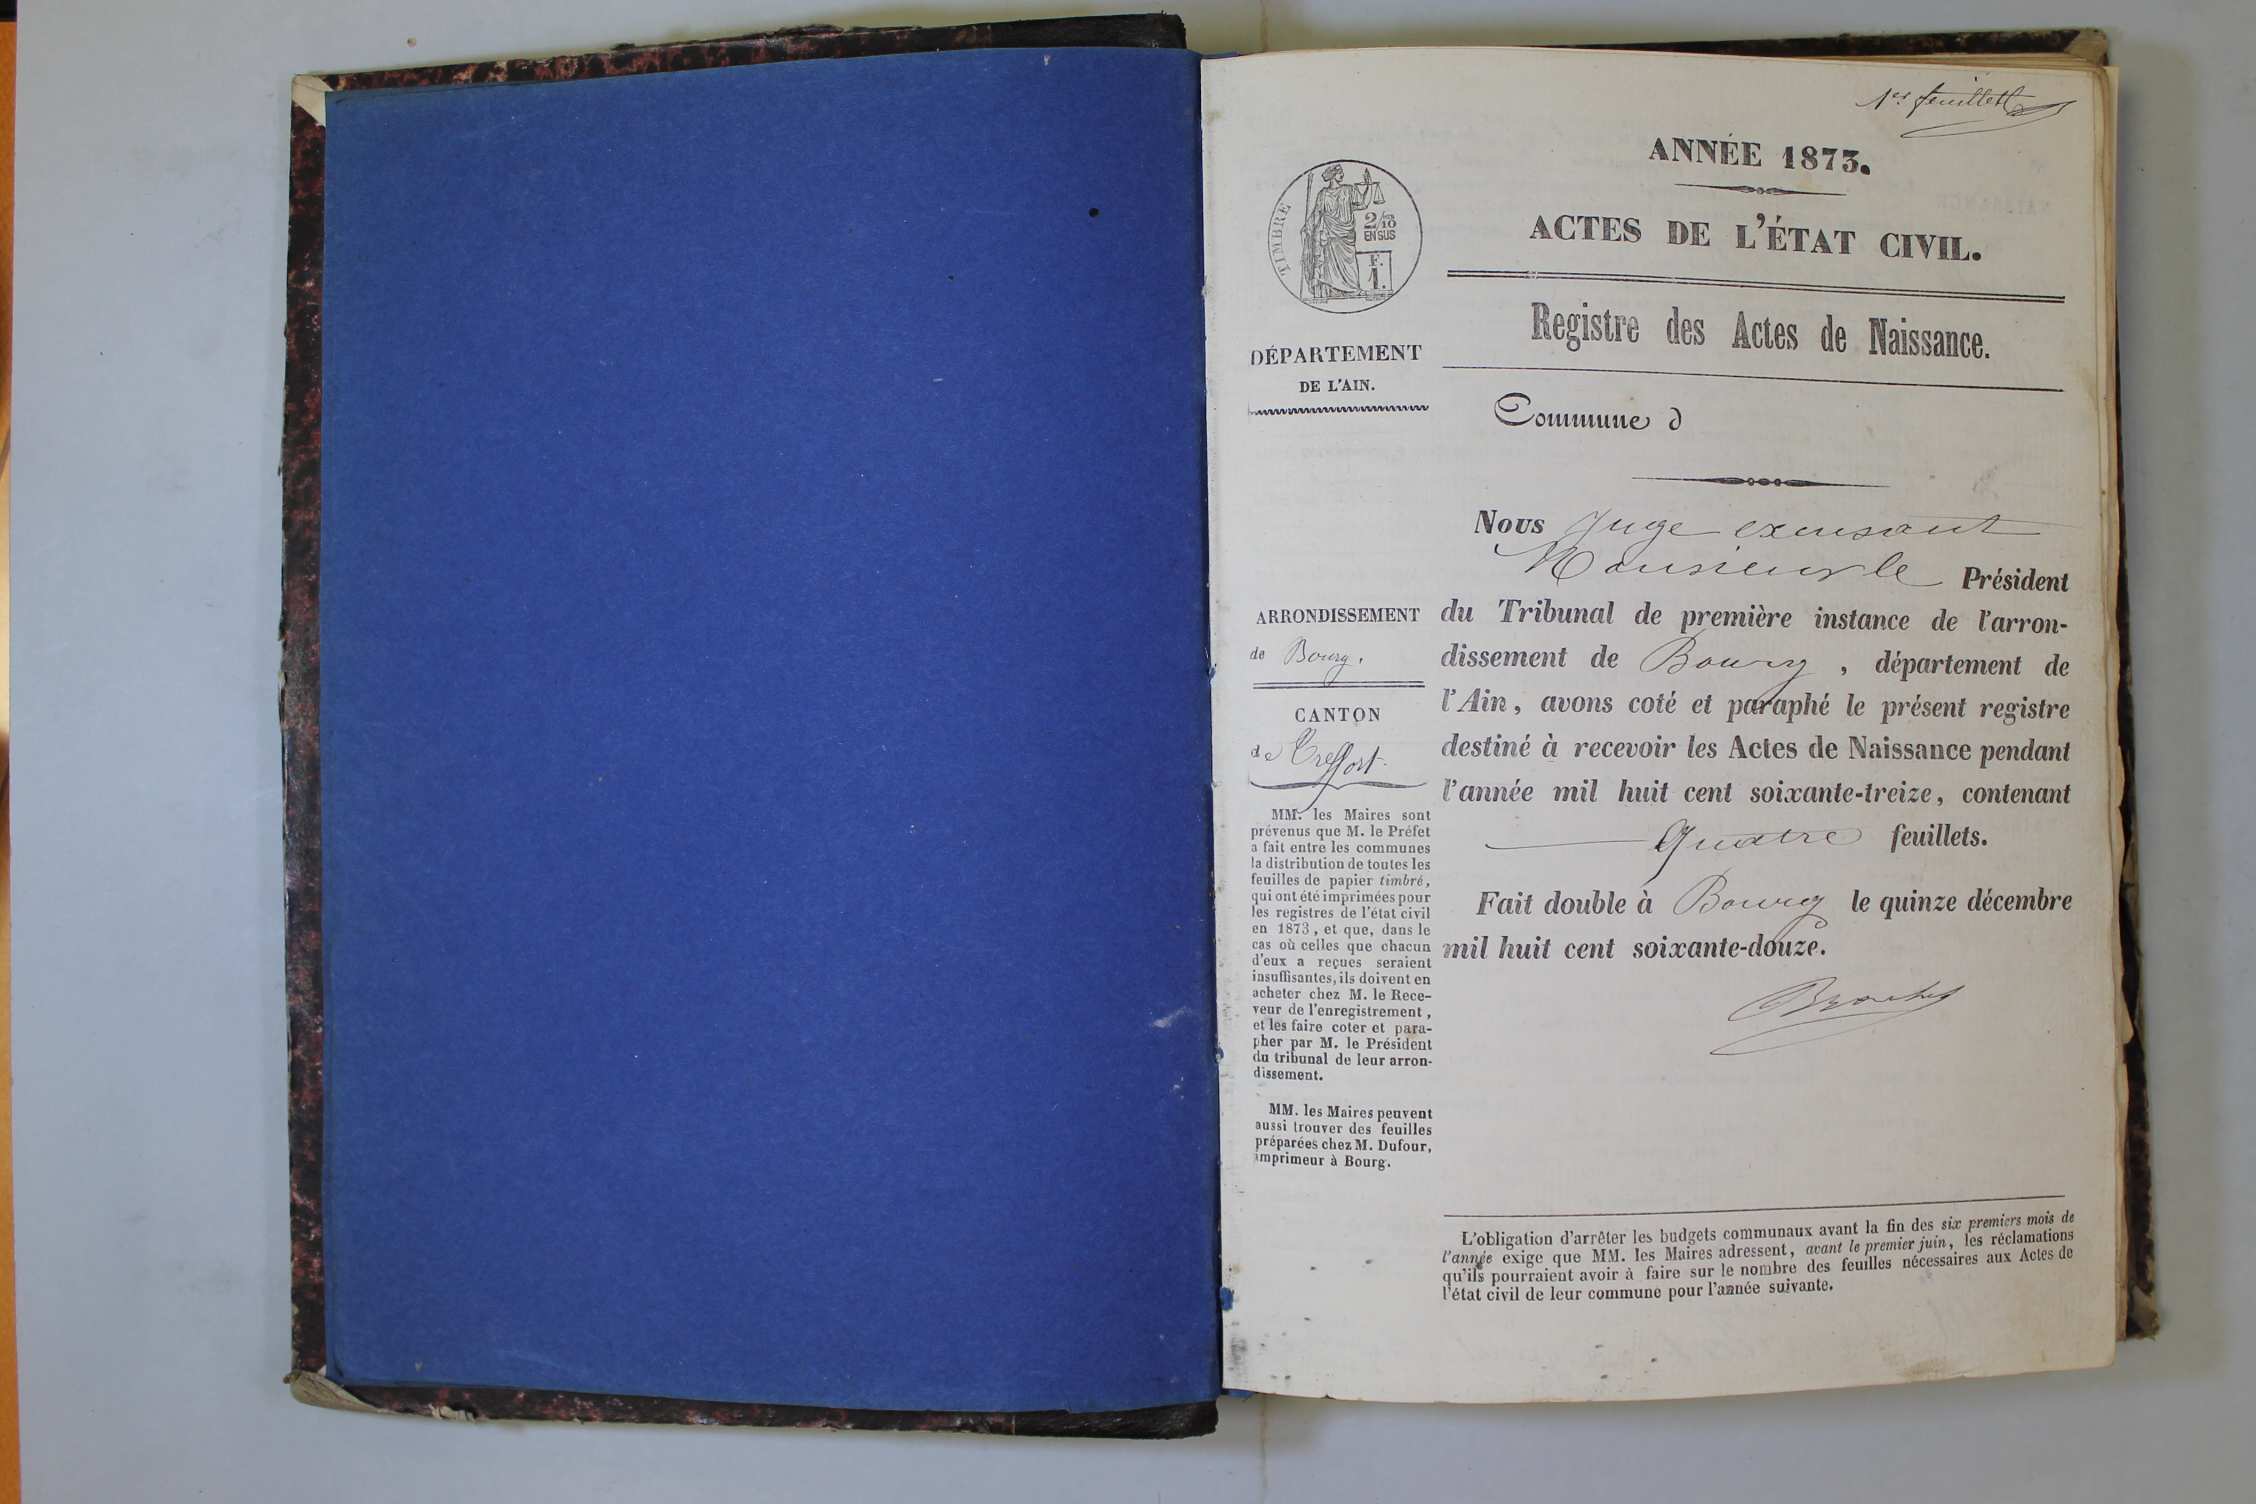 1er feuillet
ANNÉE 1873.
ACTES DE L'ÉTAT CIVIL.
Registre des Actes de Naissance.
Commune d
TIMBRE
2/10
EN SUS
F.
1.
DÉPARTEMENT
DE L'AIN.
ARRONDISSEMENT
de Bourg.
CANTON
de Treffort.
MM. les Maires sont
prévenus que M. le Préfet
a fait entre les communes
la distribution de toutes les
feuilles de papier timbré,
qui ont été imprimées pour
les registres de l'état civil
en 1873, et que, dans le
cas où celles que chacun
d'eux a reçues seraient
insuffisantes, ils doivent en
acheter chez M. le Rece-
veur de l'enregistrement,
et les faire coter et para-
pher par M. le Président
du tribunal de leur arron-
dissement.
MM. les Maires peuvent
aussi trouver des feuilles
préparées chez M. Dufour,
imprimeur à Bourg.
Nous Juge excusant
Monsieur le Président
du Tribunal de première instance de l'arron-
dissement de Bourg, département de
l'Ain, avons coté et paraphé le présent registre
destiné à recevoir les Actes de Naissance pendant
l'année mil huit cent soixante-treize, contenant
Quatre feuillets.
Fait double à Bourg le quinze décembre
mil huit cent soixante-douze.
L'obligation d'arrêter les budgets communaux avant la fin des six premiers mois de
l'année exige que MM. les Maires adressent, avant le premier juin, les réclamations
qu'ils pourraient avoir à faire sur le nombre des feuilles nécessaires aux Actes de
l'état civil de leur commune pour l'année suivante.